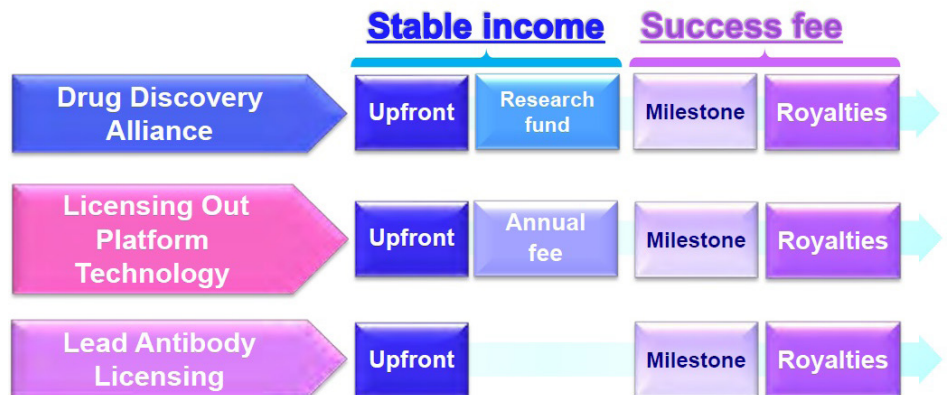 Stable income
Success fee
Drug Discovery
Alliance
Upfront
Research
fund
Milestone
Royalties
Licensing Out
Platform
Technology
Upfront
Annual
fee
Milestone
Royalties
Lead Antibody
Licensing
Upfront
Milestone
Royalties